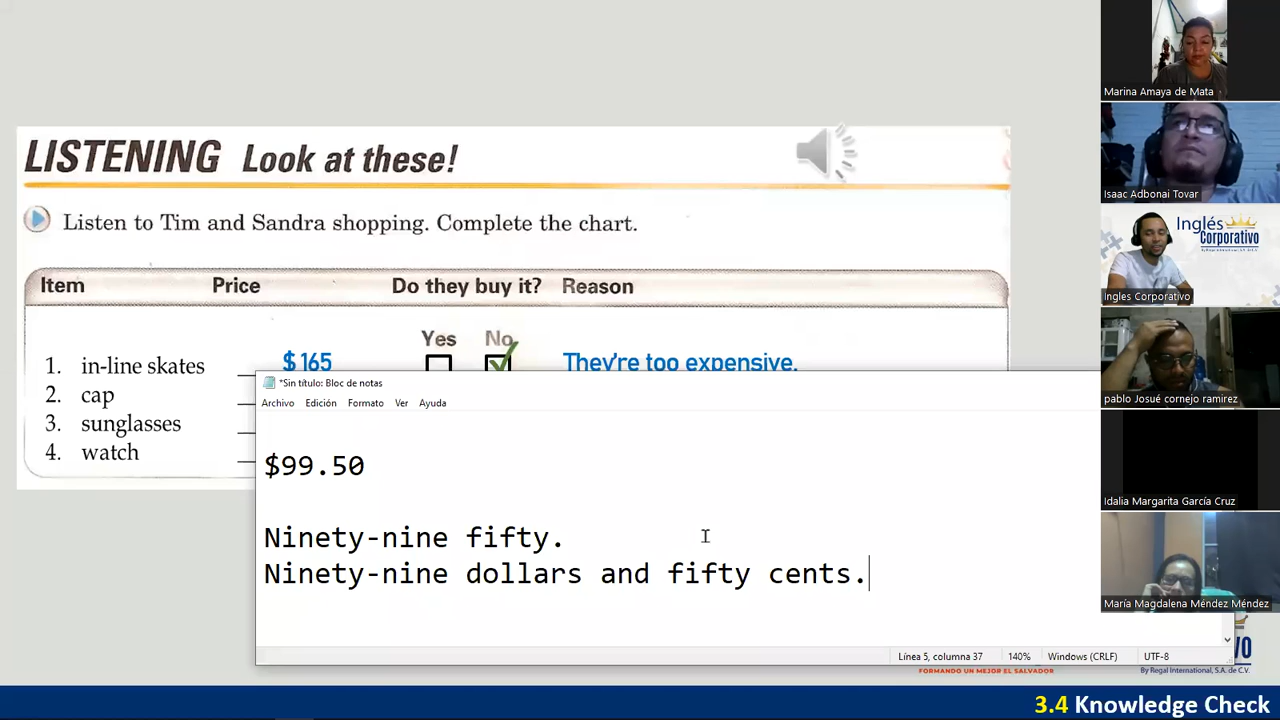 LISTENING Look at these!
Listen to Tim and Sandra shopping. Complete the chart.
Item Price Do they buy it? Reason
Yes No
1. in-line skates $165 They're too expensive.
2. cap
3. sunglasses
4. watch
*Sin título: Bloc de notas
Archivo Edición Formato Ver Ayuda
$99.50
Ninety-nine fifty.
Ninety-nine dollars and fifty cents.
Línea 5, columna 37 140% Windows (CRLF) UTF-8
FORMANDO UN MEJOR EL SALVADOR
By Regal International, S.A. de C.V.
3.4 Knowledge Check
Marina Amaya de Mata
Isaac Adbonai Tovar
Inglés
Corporativo
Ingles Corporativo
pablo Josué cornejo ramirez
Idalia Margarita García Cruz
María Magdalena Méndez Méndez